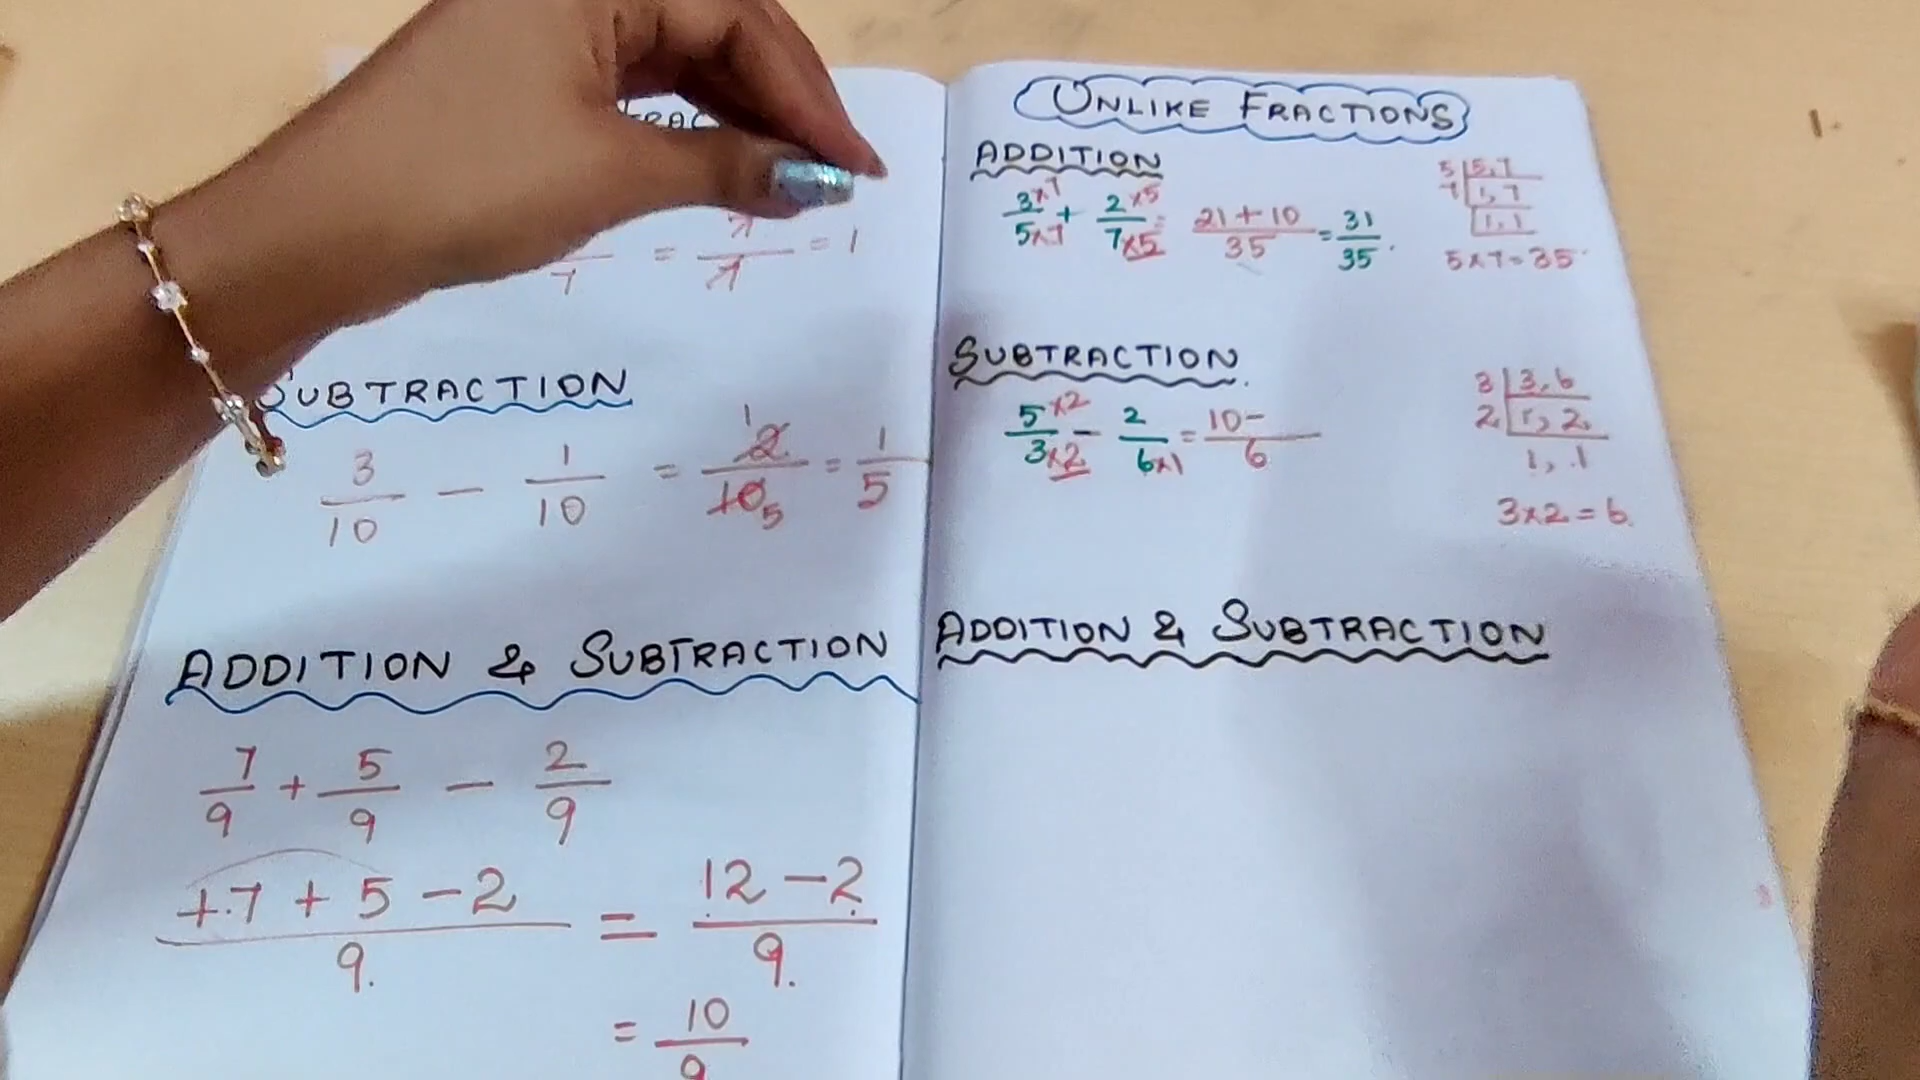 = 7/7 = 1
SUBTRACTION
3/10 - 1/10 = 2/10 5 = 1/5
ADDITION & SUBTRACTION
7/9 + 5/9 - 2/9
+7 + 5 - 2 / 9. = 12 - 2 / 9.
= 10/9
UNLIKE FRACTIONS
ADDITION
3×7/5×7 + 2×5/7×5 = 21+10/35 = 31/35.
5 | 5, 7
7 | 1, 7
1, 1
5×7=35
SUBTRACTION.
5×2/3×2 - 2/6×1 = 10-/6
3 | 3, 6
2 | 1, 2
1, 1
3×2=6.
ADDITION & SUBTRACTION